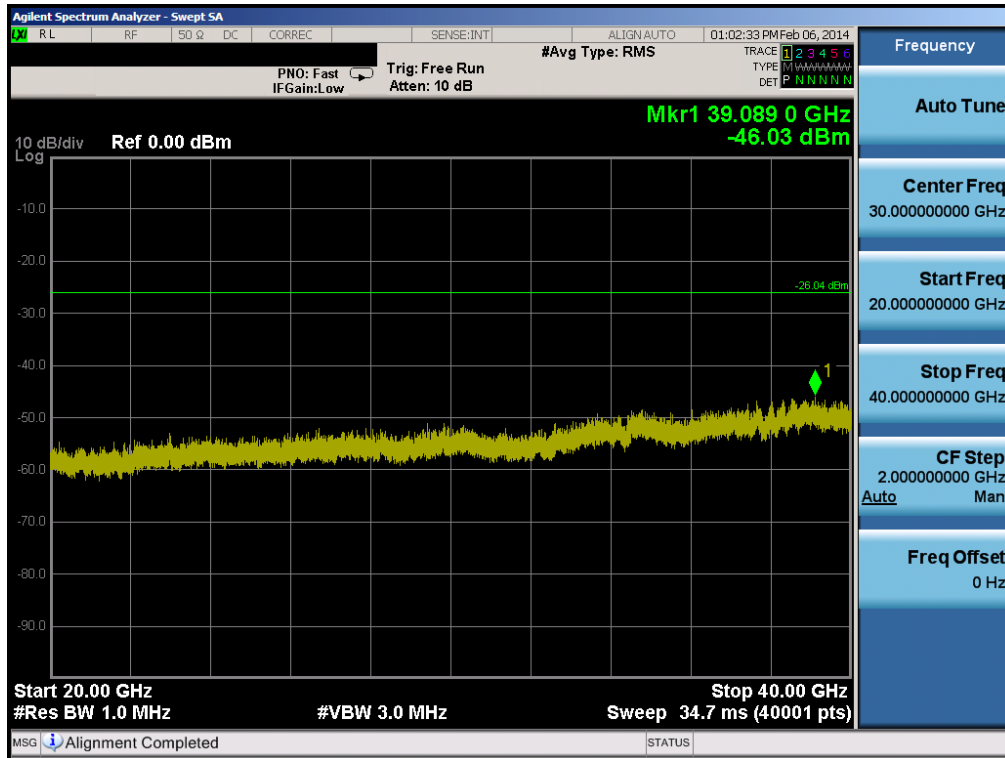 Agilent Spectrum Analyzer - Swept SA
LXI RL RF 50 Ω DC CORREC SENSE:INT ALIGN AUTO 01:02:33 PM Feb 06, 2014
Frequency
#Avg Type: RMS
TRACE 1 2 3 4 5 6
PNO: Fast
Trig: Free Run
TYPE M WWWWW
IFGain:Low
Atten: 10 dB
DET P N N N N N
Auto Tune
Mkr1 39.089 0 GHz
-46.03 dBm
10 dB/div
Ref 0.00 dBm
Log
-10.0
-20.0
-26.04 dBm
-30.0
-40.0
1
-50.0
-60.0
-70.0
-80.0
-90.0
Center Freq
30.000000000 GHz
Start Freq
20.000000000 GHz
Stop Freq
40.000000000 GHz
CF Step
2.000000000 GHz
Auto Man
Freq Offset
0 Hz
Start 20.00 GHz
Stop 40.00 GHz
#Res BW 1.0 MHz
#VBW 3.0 MHz
Sweep 34.7 ms (40001 pts)
MSG Alignment Completed
STATUS